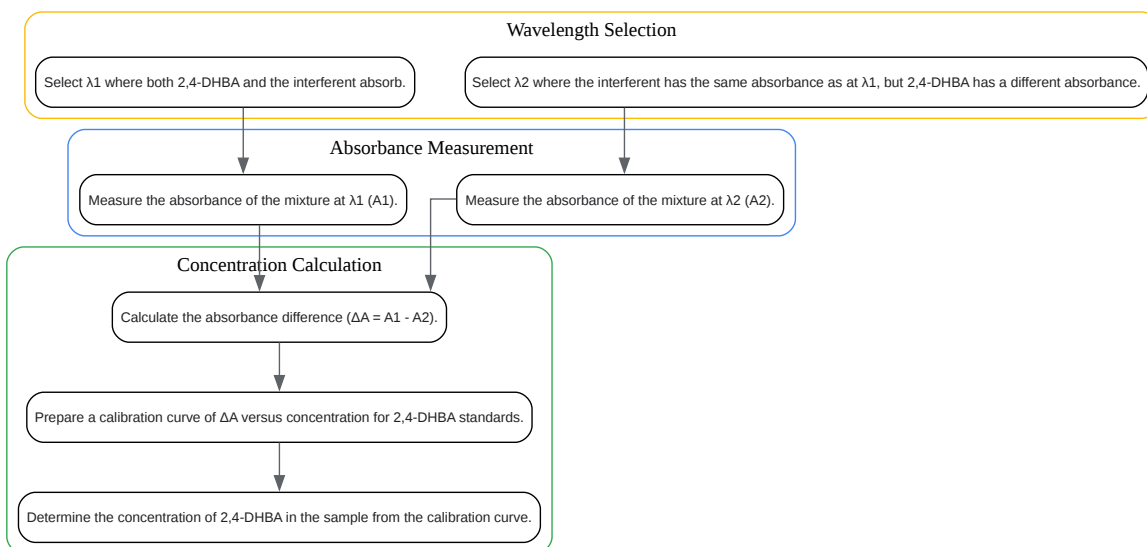 Wavelength Selection
Select λ1 where both 2,4-DHBA and the interferent absorb.
Select λ2 where the interferent has the same absorbance as at λ1, but 2,4-DHBA has a different absorbance.
Absorbance Measurement
Measure the absorbance of the mixture at λ1 (A1).
Measure the absorbance of the mixture at λ2 (A2).
Concentration Calculation
Calculate the absorbance difference (ΔA = A1 - A2).
Prepare a calibration curve of ΔA versus concentration for 2,4-DHBA standards.
Determine the concentration of 2,4-DHBA in the sample from the calibration curve.